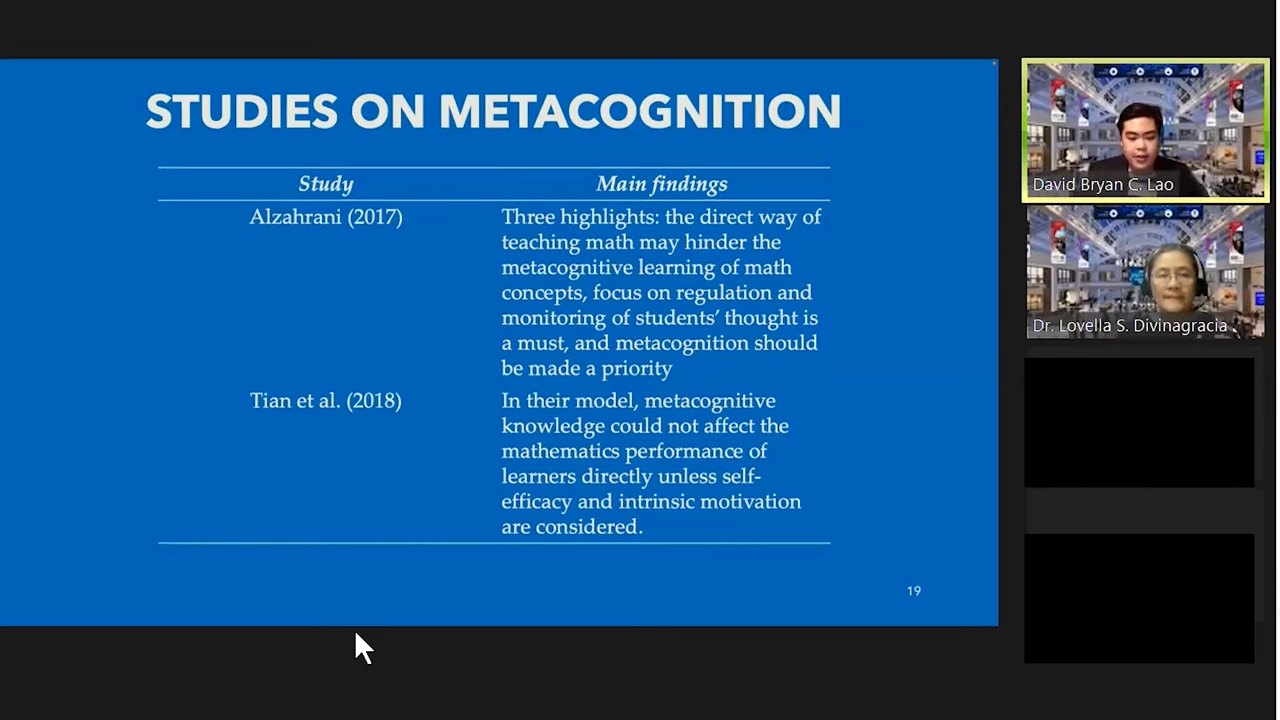 STUDIES ON METACOGNITION
Study Main findings
Alzahrani (2017) Three highlights: the direct way of
teaching math may hinder the
metacognitive learning of math
concepts, focus on regulation and
monitoring of students’ thought is
a must, and metacognition should
be made a priority
Tian et al. (2018) In their model, metacognitive
knowledge could not affect the
mathematics performance of
learners directly unless self-
efficacy and intrinsic motivation
are considered.
19
David Bryan C. Lao
Dr. Lovella S. Divinagracia